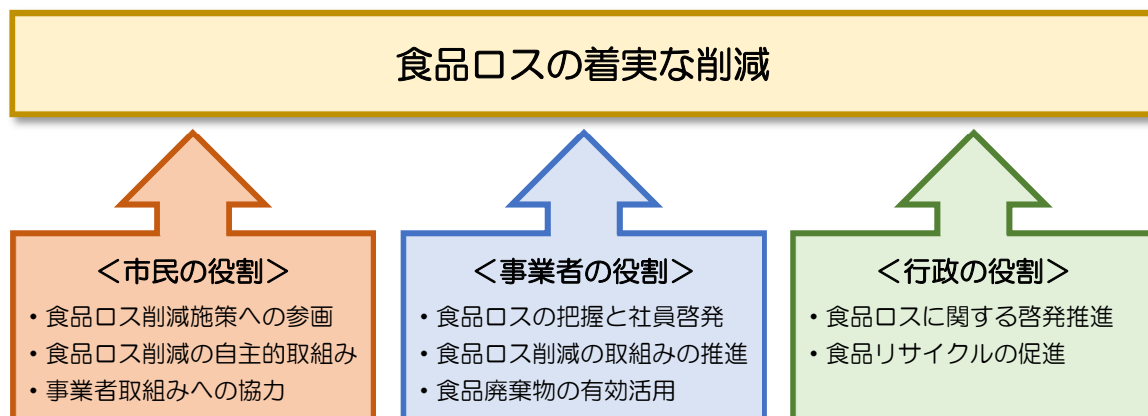 食品ロスの着実な削減
＜市民の役割＞
・食品ロス削減施策への参画
・食品ロス削減の自主的取組み
・事業者取組みへの協力
＜事業者の役割＞
・食品ロスの把握と社員啓発
・食品ロス削減の取組みの推進
・食品廃棄物の有効活用
＜行政の役割＞
・食品ロスに関する啓発推進
・食品リサイクルの促進